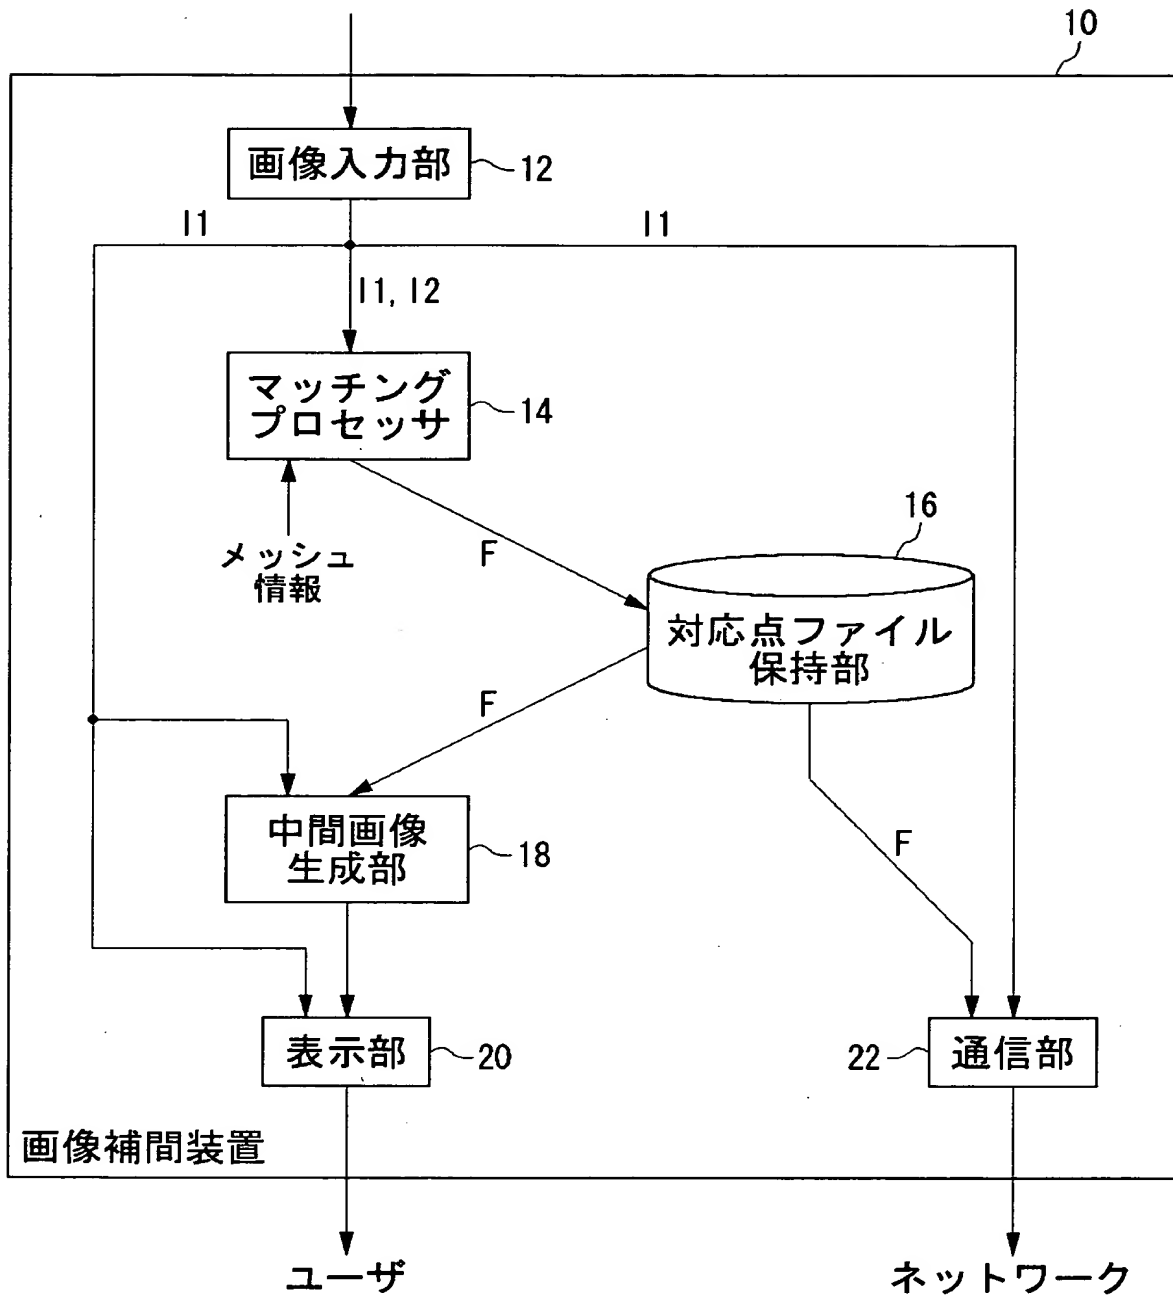 10
画像入力部
12
I1
I1
I1, I2
マッチング
プロセッサ
14
メッシュ
情報
F
16
対応点ファイル
保持部
F
中間画像
生成部
18
F
表示部
20
22
通信部
画像補間装置
ユーザ
ネットワーク